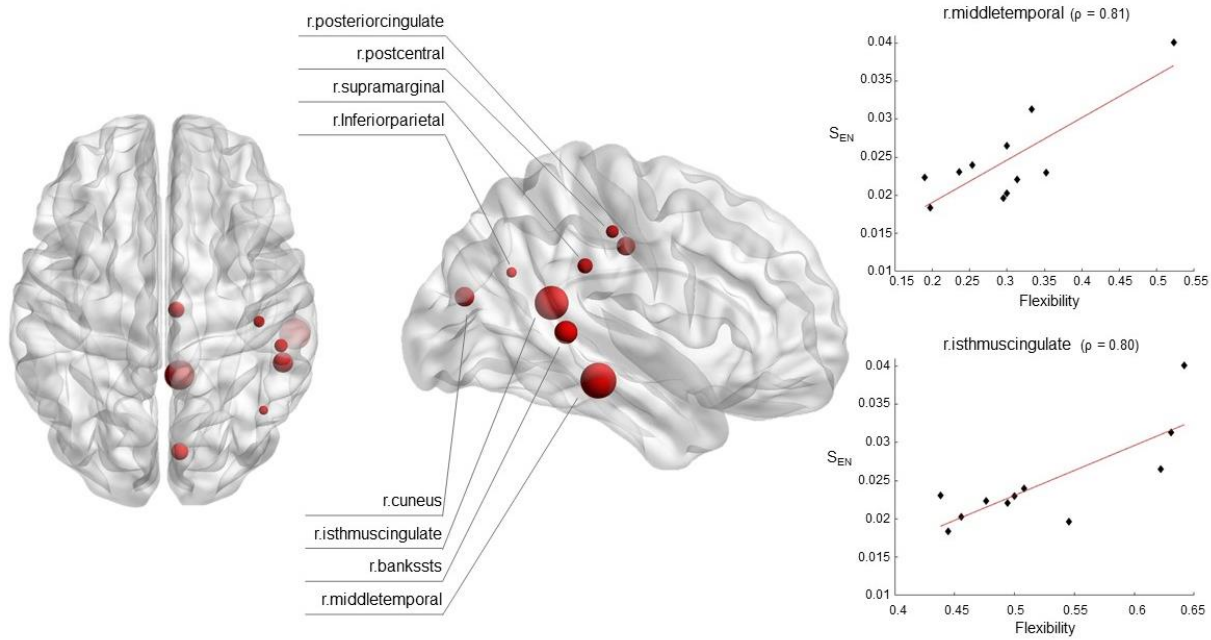 r.posteriorcingulate
r.postcentral
r.supramarginal
r.Inferiorparietal
r.cuneus
r.isthmuscingulate
r.bankssts
r.middletemporal
r.middletemporal (ρ = 0.81)
0.04
0.035
0.03
0.025
0.02
0.015
0.01
S_EN
0.15 0.2 0.25 0.3 0.35 0.4 0.45 0.5 0.55
Flexibility
r.isthmuscingulate (ρ = 0.80)
0.04
0.035
0.03
0.025
0.02
0.015
0.01
S_EN
0.4 0.45 0.5 0.55 0.6 0.65
Flexibility